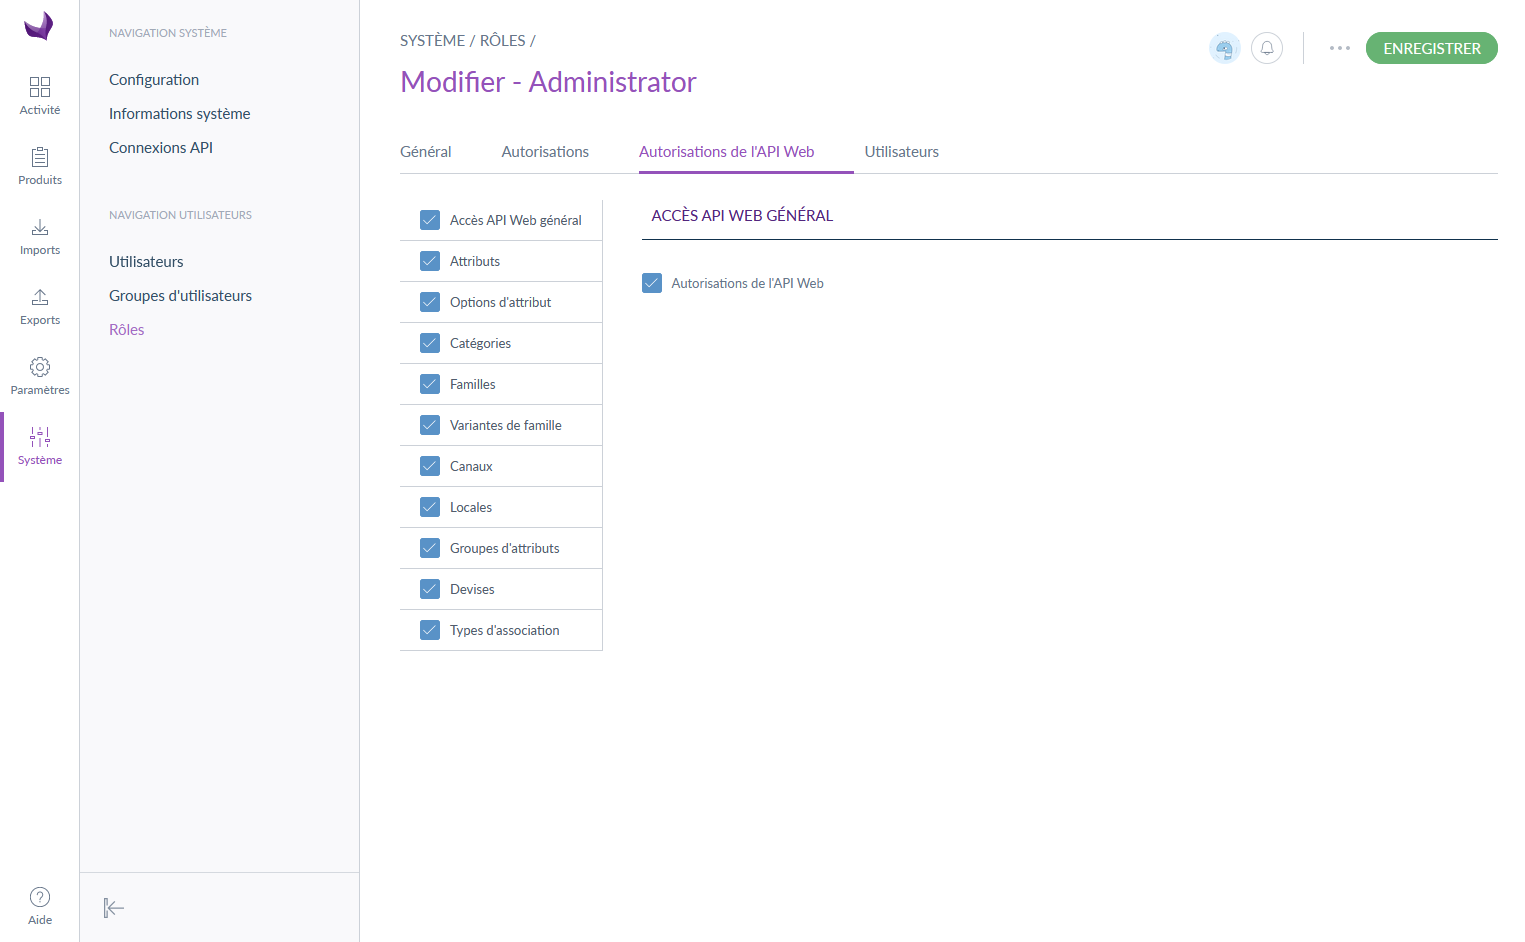 Activité
Produits
Imports
Exports
Paramètres
Système
Aide
NAVIGATION SYSTÈME
Configuration
Informations système
Connexions API
NAVIGATION UTILISATEURS
Utilisateurs
Groupes d'utilisateurs
Rôles
SYSTÈME / RÔLES /
ENREGISTRER
Modifier - Administrator
Général
Autorisations
Autorisations de l'API Web
Utilisateurs
Accès API Web général
Attributs
Options d'attribut
Catégories
Familles
Variantes de famille
Canaux
Locales
Groupes d'attributs
Devises
Types d'association
ACCÈS API WEB GÉNÉRAL
Autorisations de l'API Web